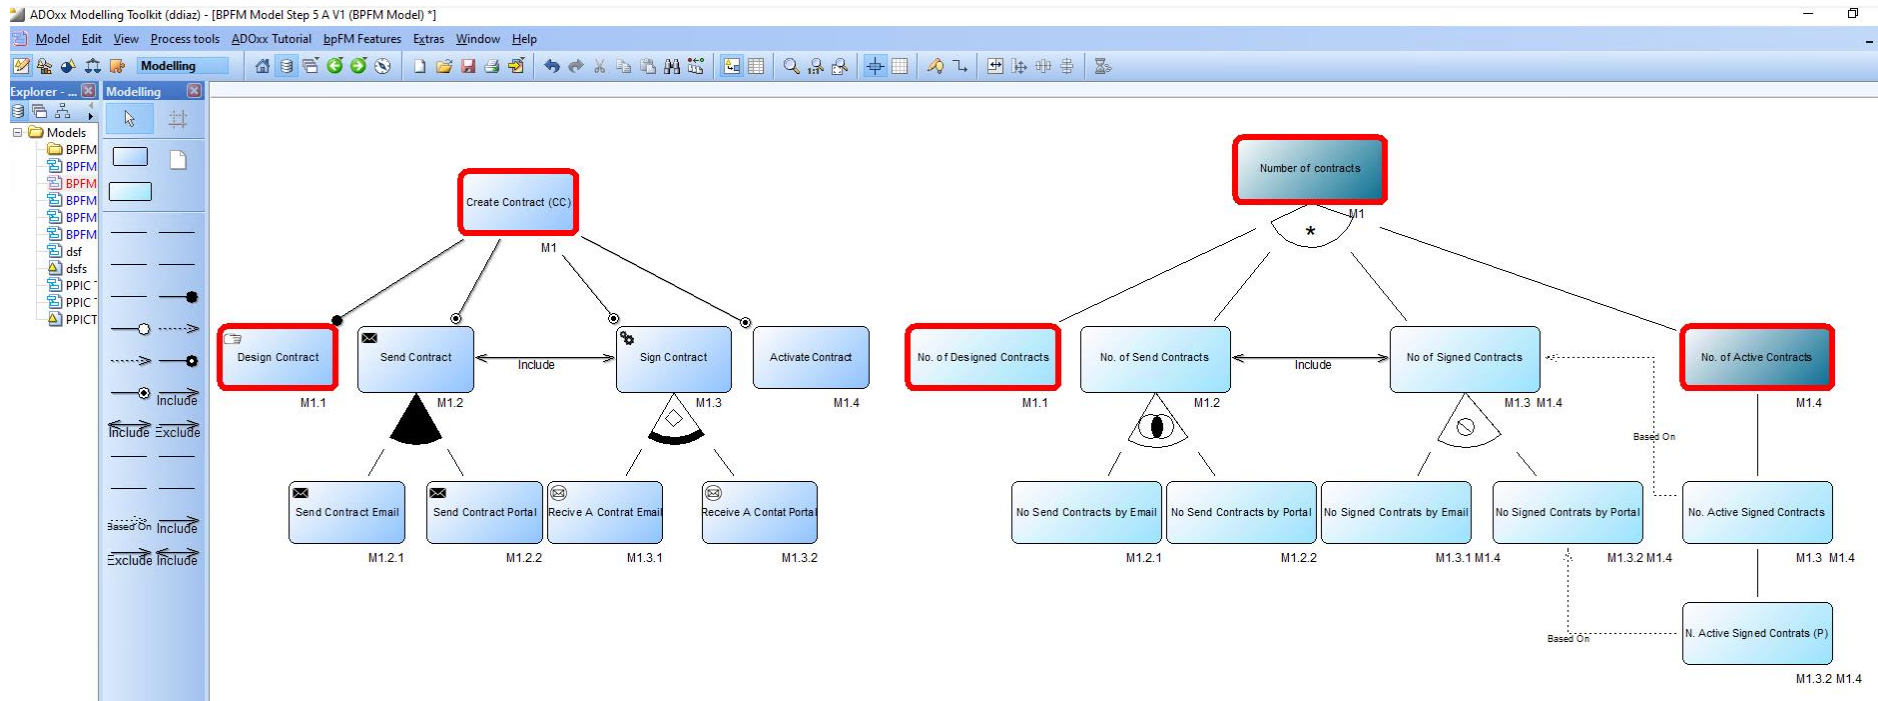 ADOxx Modelling Toolkit (ddiaz) - [BPFM Model Step 5 A V1 (BPFM Model) *]
Model Edit View Process tools ADOxx Tutorial bpFM Features Extras Window Help
Modelling
Explorer - ...
Modelling
Models
BPFM
BPFM
BPFM
BPFM
BPFM
BPFM
dsf
dsfs
PPIC
PPIC
PPICT
Include
Include Exclude
Based On Include
Exclude Include
Create Contract (CC)
M1
Design Contract
M1.1
Send Contract
M1.2
Include
Sign Contract
M1.3
Activate Contract
M1.4
Send Contract Email
M1.2.1
Send Contract Portal
M1.2.2
Recive A Contrat Email
M1.3.1
Receive A Contat Portal
M1.3.2
Number of contracts
M1
*
No. of Designed Contracts
M1.1
No. of Send Contracts
M1.2
Include
No of Signed Contracts
M1.3 M1.4
No. of Active Contracts
M1.4
Based On
No Send Contracts by Email
M1.2.1
No Send Contracts by Portal
M1.2.2
No Signed Contrats by Email
M1.3.1 M1.4
No Signed Contrats by Portal
M1.3.2 M1.4
No. Active Signed Contracts
M1.3 M1.4
Based On
N. Active Signed Contrats (P)
M1.3.2 M1.4